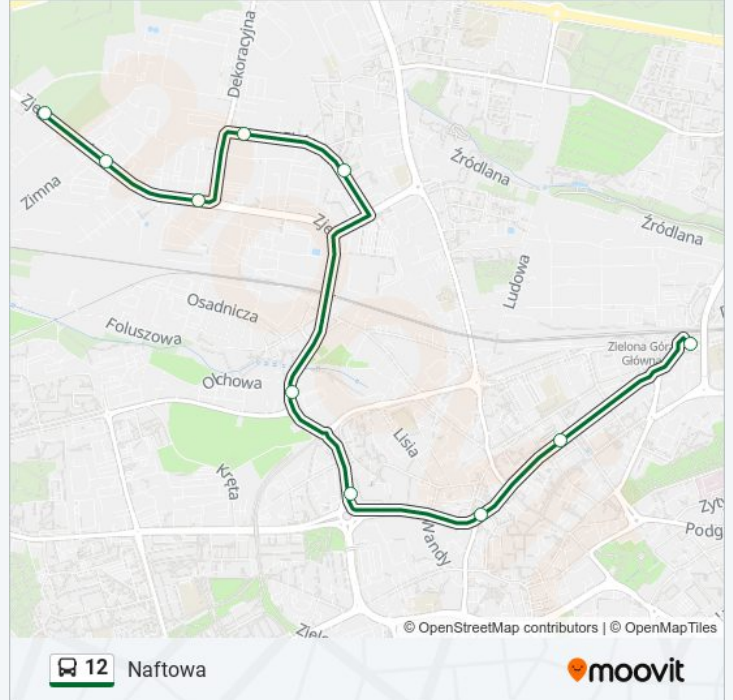 Dekoracyjna
Zje
Zimna
Źródlana
Źródlana
Zje
Ludowa
Osadnicza
Foluszowa
Zielona Góra
Główna
Olchowa
Lisia
Kręta
Wandy
Podg
© OpenStreetMap contributors | © OpenMapTiles
12 Naftowa
moovit